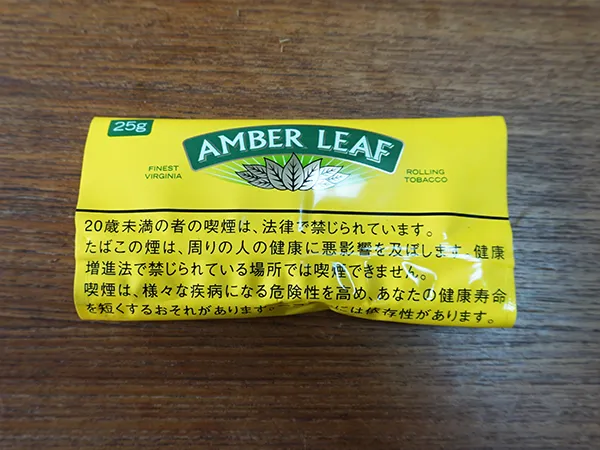 25g
AMBER LEAF
FINEST
VIRGINIA
ROLLING
TOBACCO
20歳未満の者の喫煙は、法律で禁じられています。
たばこの煙は、周りの人の健康に悪影響を及ぼします。健康
増進法で禁じられている場所では喫煙できません。
喫煙は、様々な疾病になる危険性を高め、あなたの健康寿命
を短くするおそれがあります。には依存性があります。